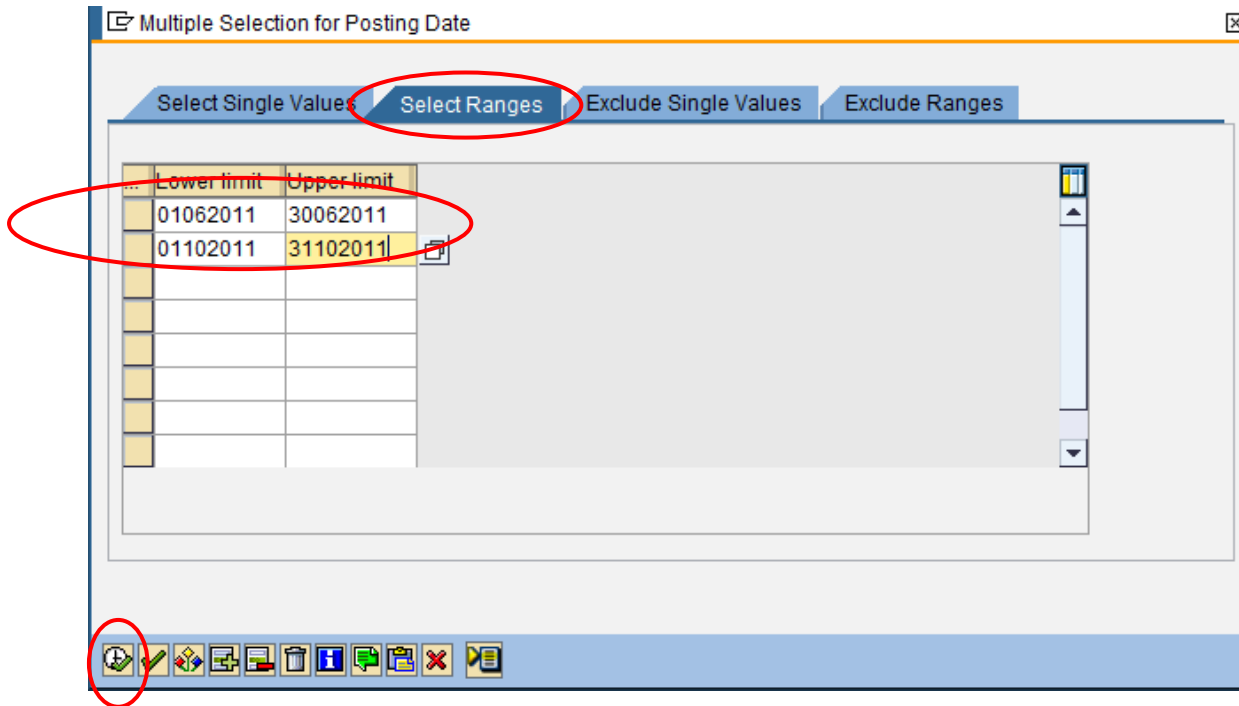 Multiple Selection for Posting Date
Select Single Values Select Ranges Exclude Single Values Exclude Ranges
... Lower limit Upper limit
01062011 30062011
01102011 31102011